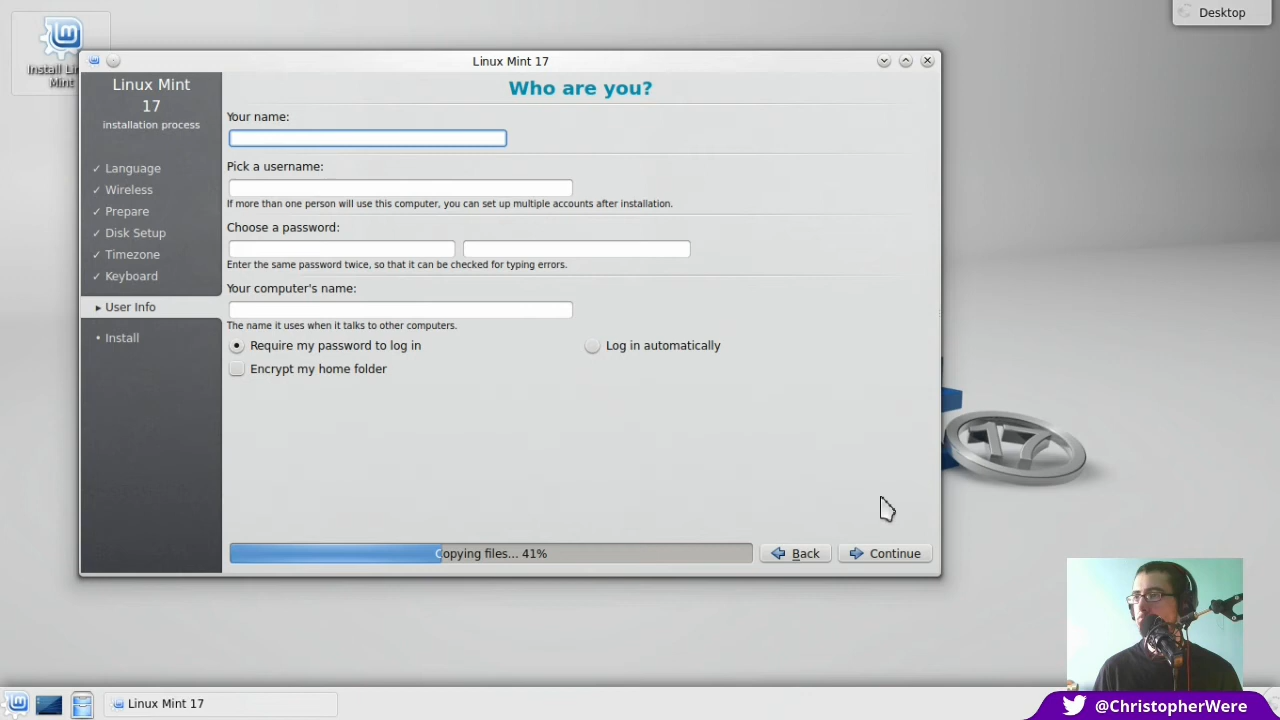 Desktop
Install Li
Mint
Linux Mint 17
Linux Mint
17
installation process
✓ Language
✓ Wireless
✓ Prepare
✓ Disk Setup
✓ Timezone
✓ Keyboard
▸ User Info
• Install
Who are you?
Your name:
Pick a username:
If more than one person will use this computer, you can set up multiple accounts after installation.
Choose a password:
Enter the same password twice, so that it can be checked for typing errors.
Your computer's name:
The name it uses when it talks to other computers.
Require my password to log in
Log in automatically
Encrypt my home folder
Copying files... 41%
Back
Continue
17
Linux Mint 17
@ChristopherWere